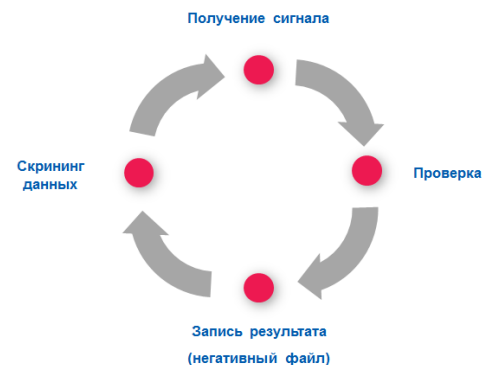 Получение сигнала
Скрининг
данных
Проверка
Запись результата
(негативный файл)